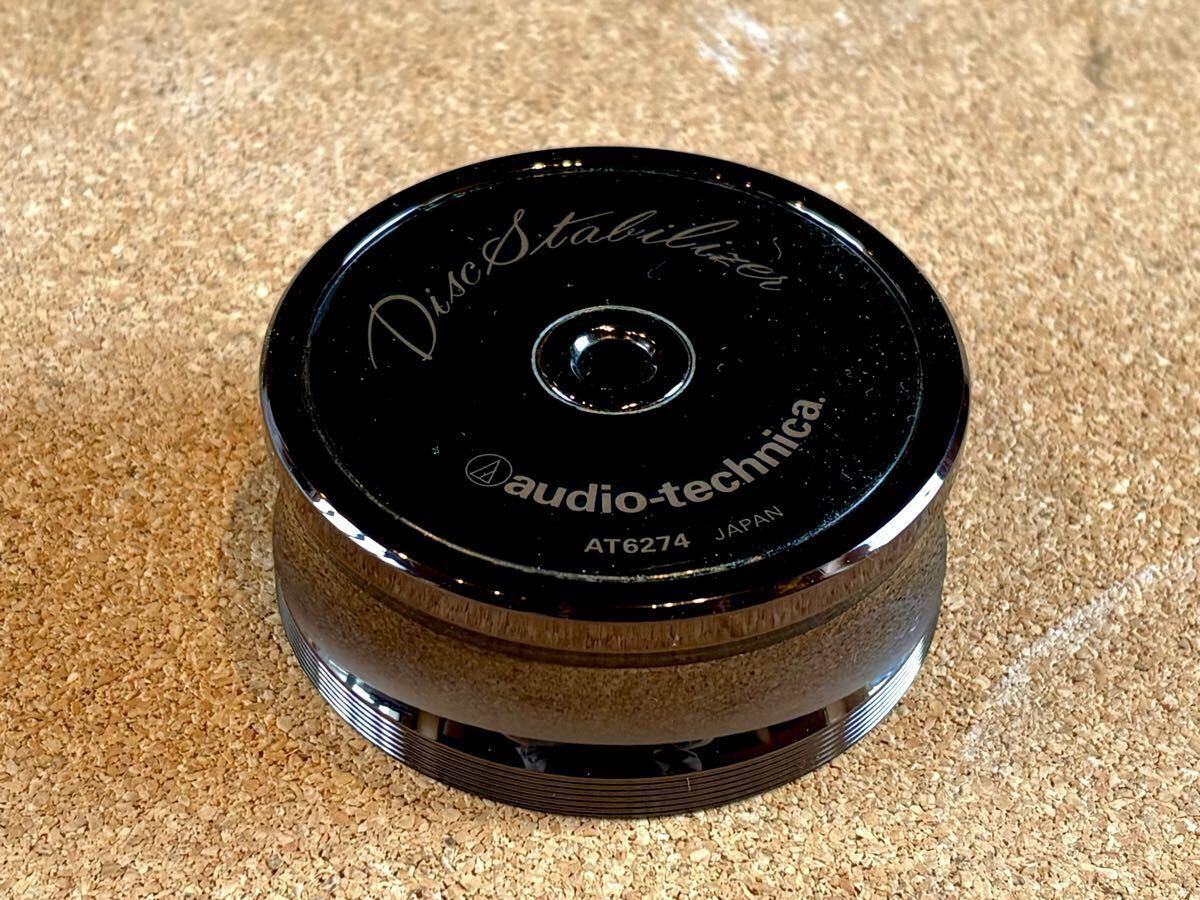 Disc Stabilizer
audio-technica.
AT6274 JAPAN